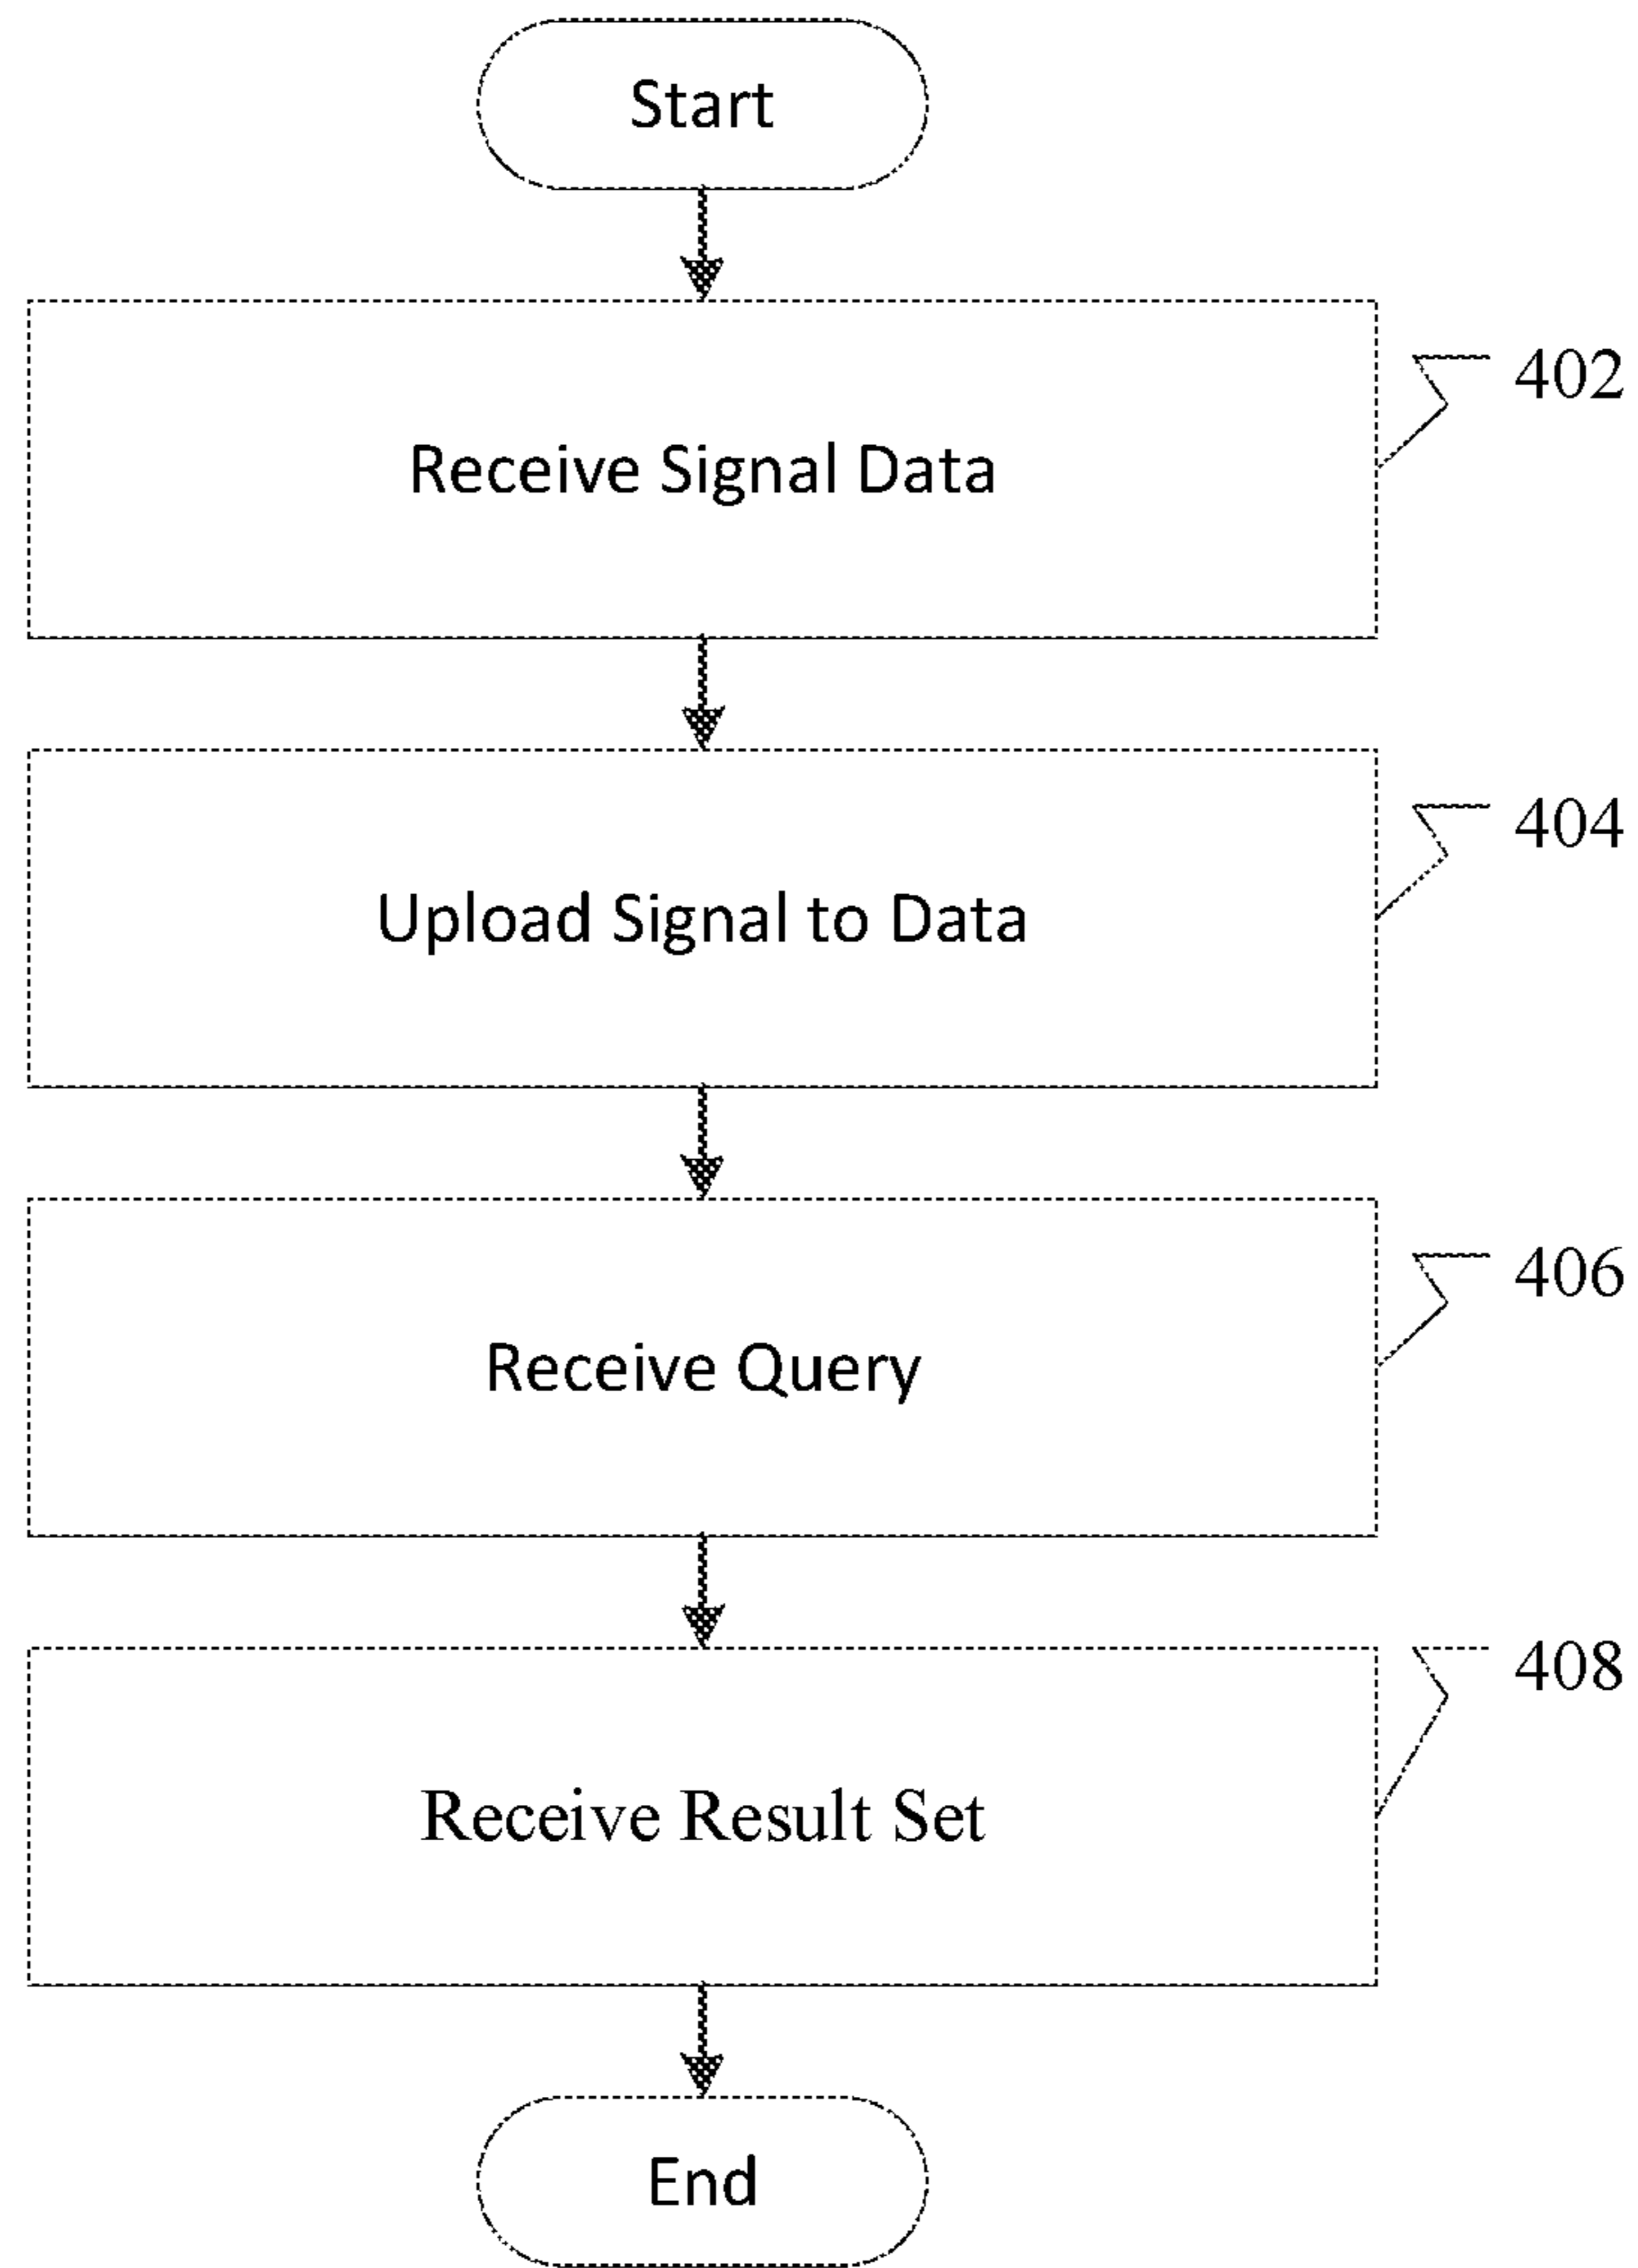 Start
Receive Signal Data
402
Upload Signal to Data
404
Receive Query
406
Receive Result Set
408
End